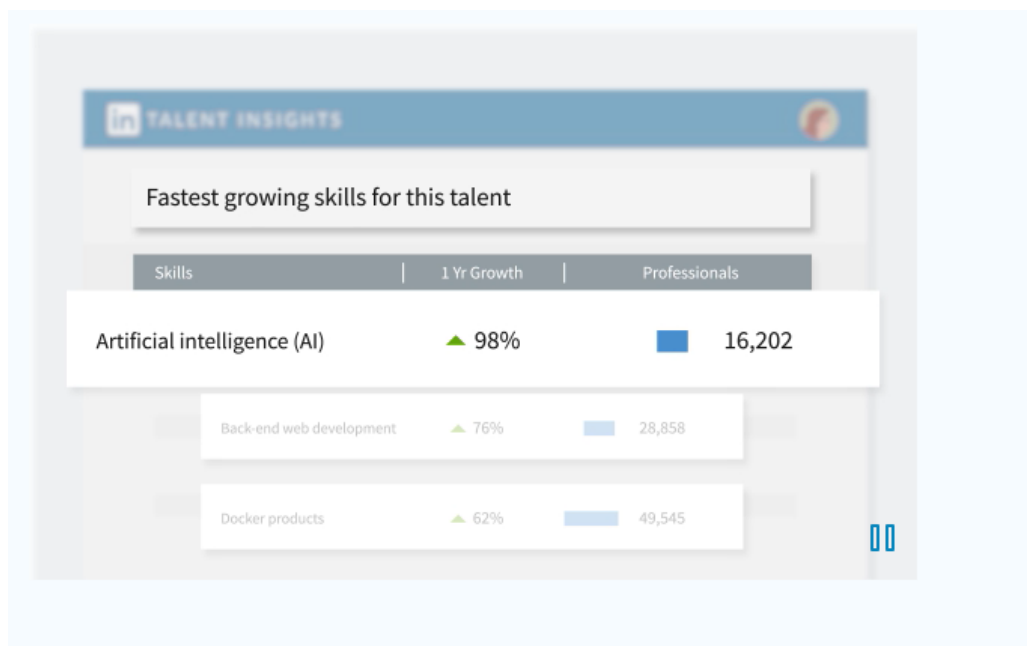 in TALENT INSIGHTS
Fastest growing skills for this talent
Skills | 1 Yr Growth | Professionals
Artificial intelligence (AI) 98% 16,202
Back-end web development 76% 28,858
Docker products 62% 49,545